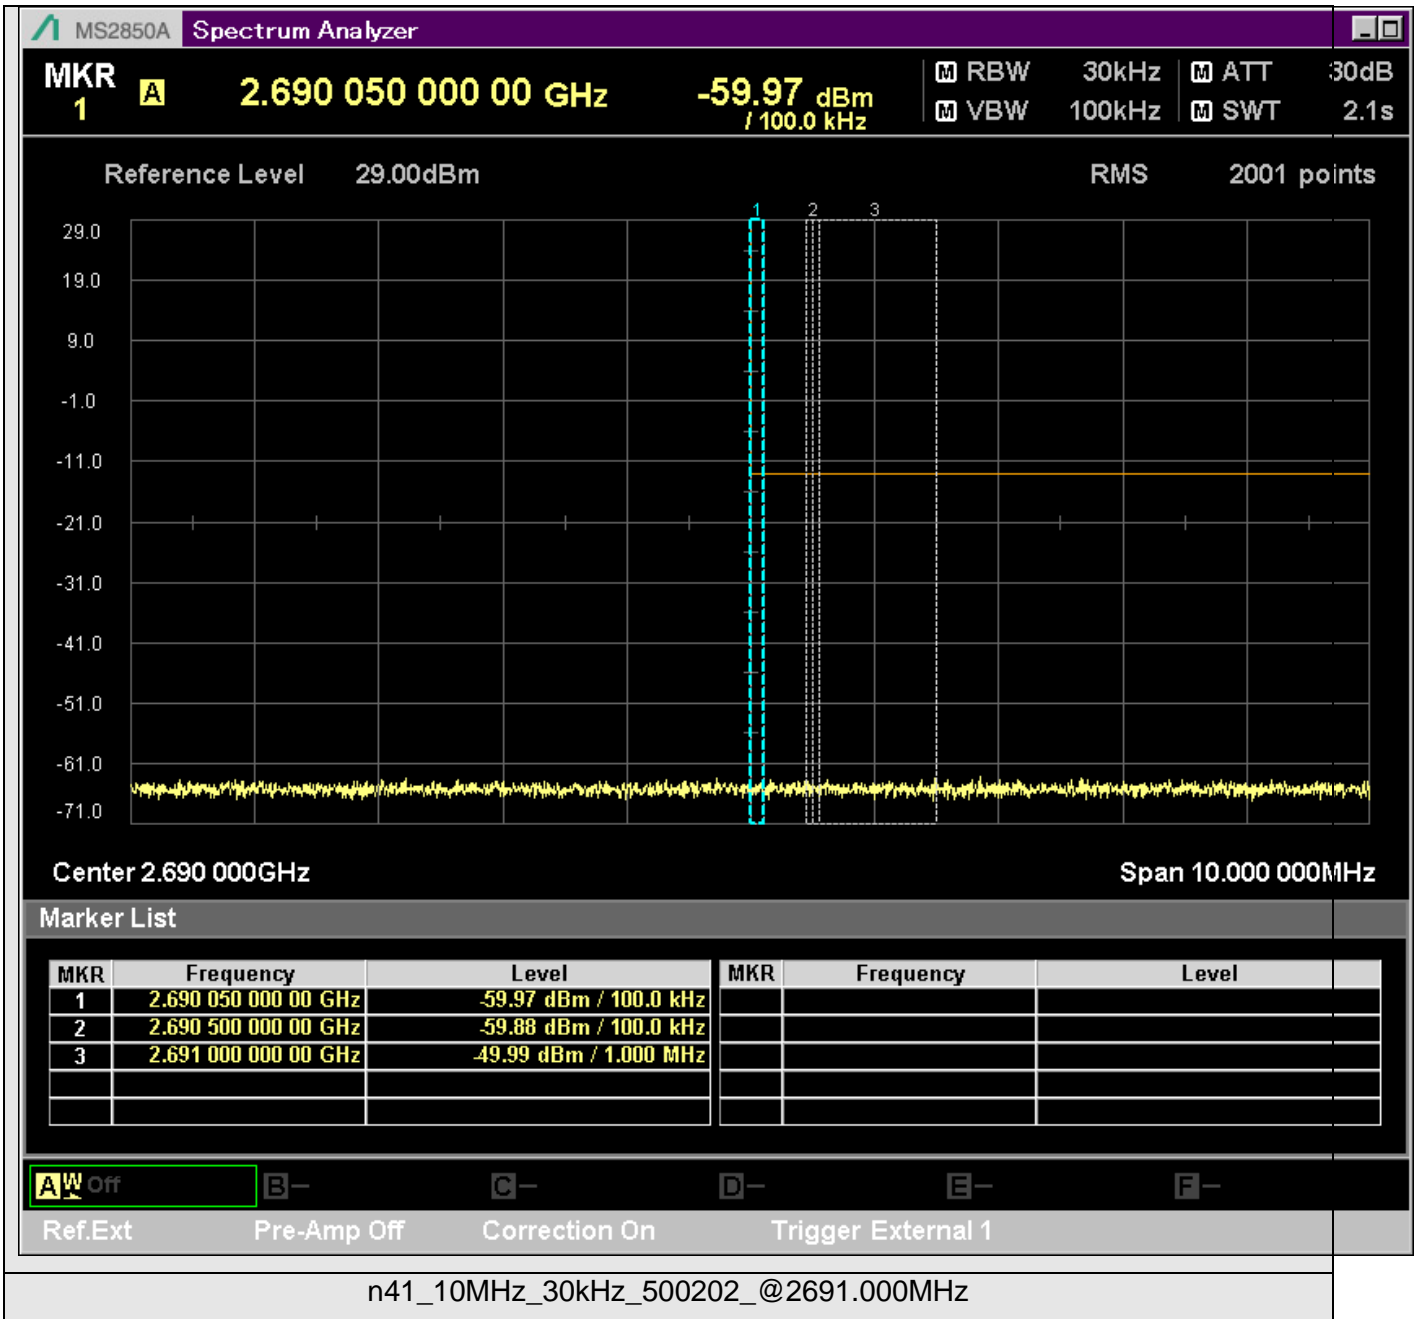 MS2850A Spectrum Analyzer
MKR 1 A 2.690 050 000 00 GHz -59.97 dBm / 100.0 kHz
M RBW 30kHz M ATT 30dB
M VBW 100kHz M SWT 2.1s
Reference Level 29.00dBm RMS 2001 points
1 2 3
29.0
19.0
9.0
-1.0
-11.0
-21.0
-31.0
-41.0
-51.0
-61.0
-71.0
Center 2.690 000GHz Span 10.000 000MHz
Marker List
MKR Frequency Level MKR Frequency Level
1 2.690 050 000 00 GHz -59.97 dBm / 100.0 kHz
2 2.690 500 000 00 GHz -59.88 dBm / 100.0 kHz
3 2.691 000 000 00 GHz -49.99 dBm / 1.000 MHz
A W Off B- C- D- E- F-
Ref.Ext Pre-Amp Off Correction On Trigger External 1
n41_10MHz_30kHz_500202_@2691.000MHz